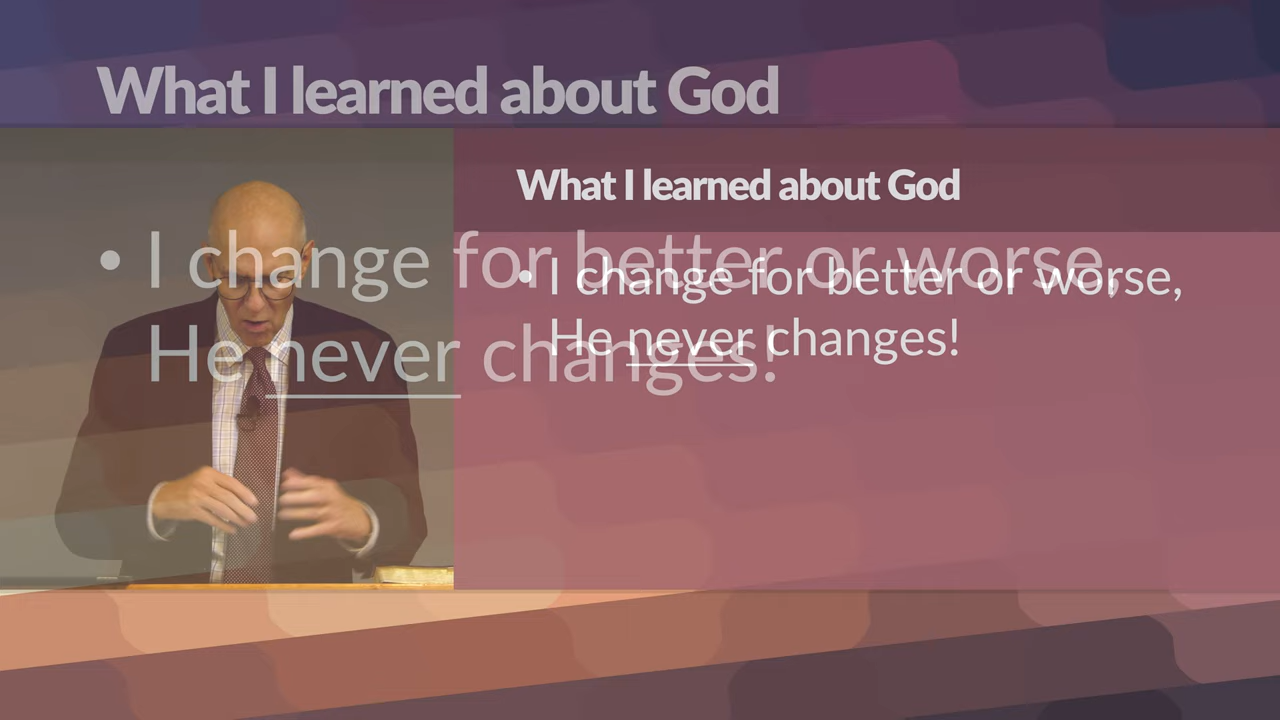 What I learned about God
What I learned about God
• I change for better or worse,
He never changes!
• I change for better or worse,
He never changes!